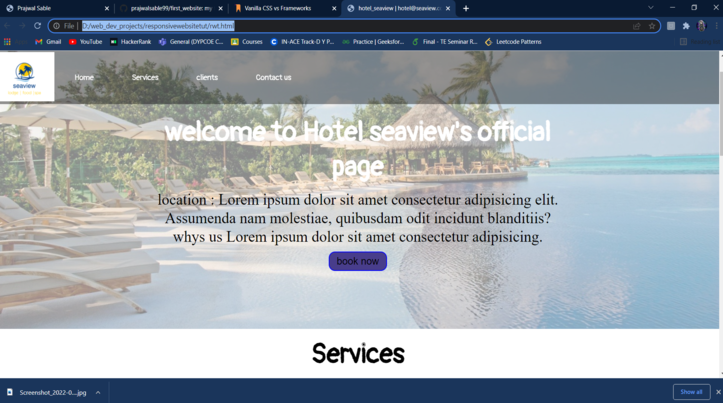 Prajwal Sable
prajwalsable99/first_website: my
Vanilla CSS vs Frameworks
hotel_seaview | hotel@seaview.c
File
D:/web_dev_projects/responsivewebsitetut/rwt.html
Gmail
YouTube
HackerRank
General (DYPCOE C...
Courses
IN-ACE Track-D Y P...
Practice | Geeksfor...
Final - TE Seminar R...
Leetcode Patterns
seaview
Home
Services
clients
Contact us
welcome to Hotel seaview's official
page
location : Lorem ipsum dolor sit amet consectetur adipisicing elit.
Assumenda nam molestiae, quibusdam odit incidunt blanditiis?
whys us Lorem ipsum dolor sit amet consectetur adipisicing.
book now
Services
Screenshot_2022-0....jpg
Show all